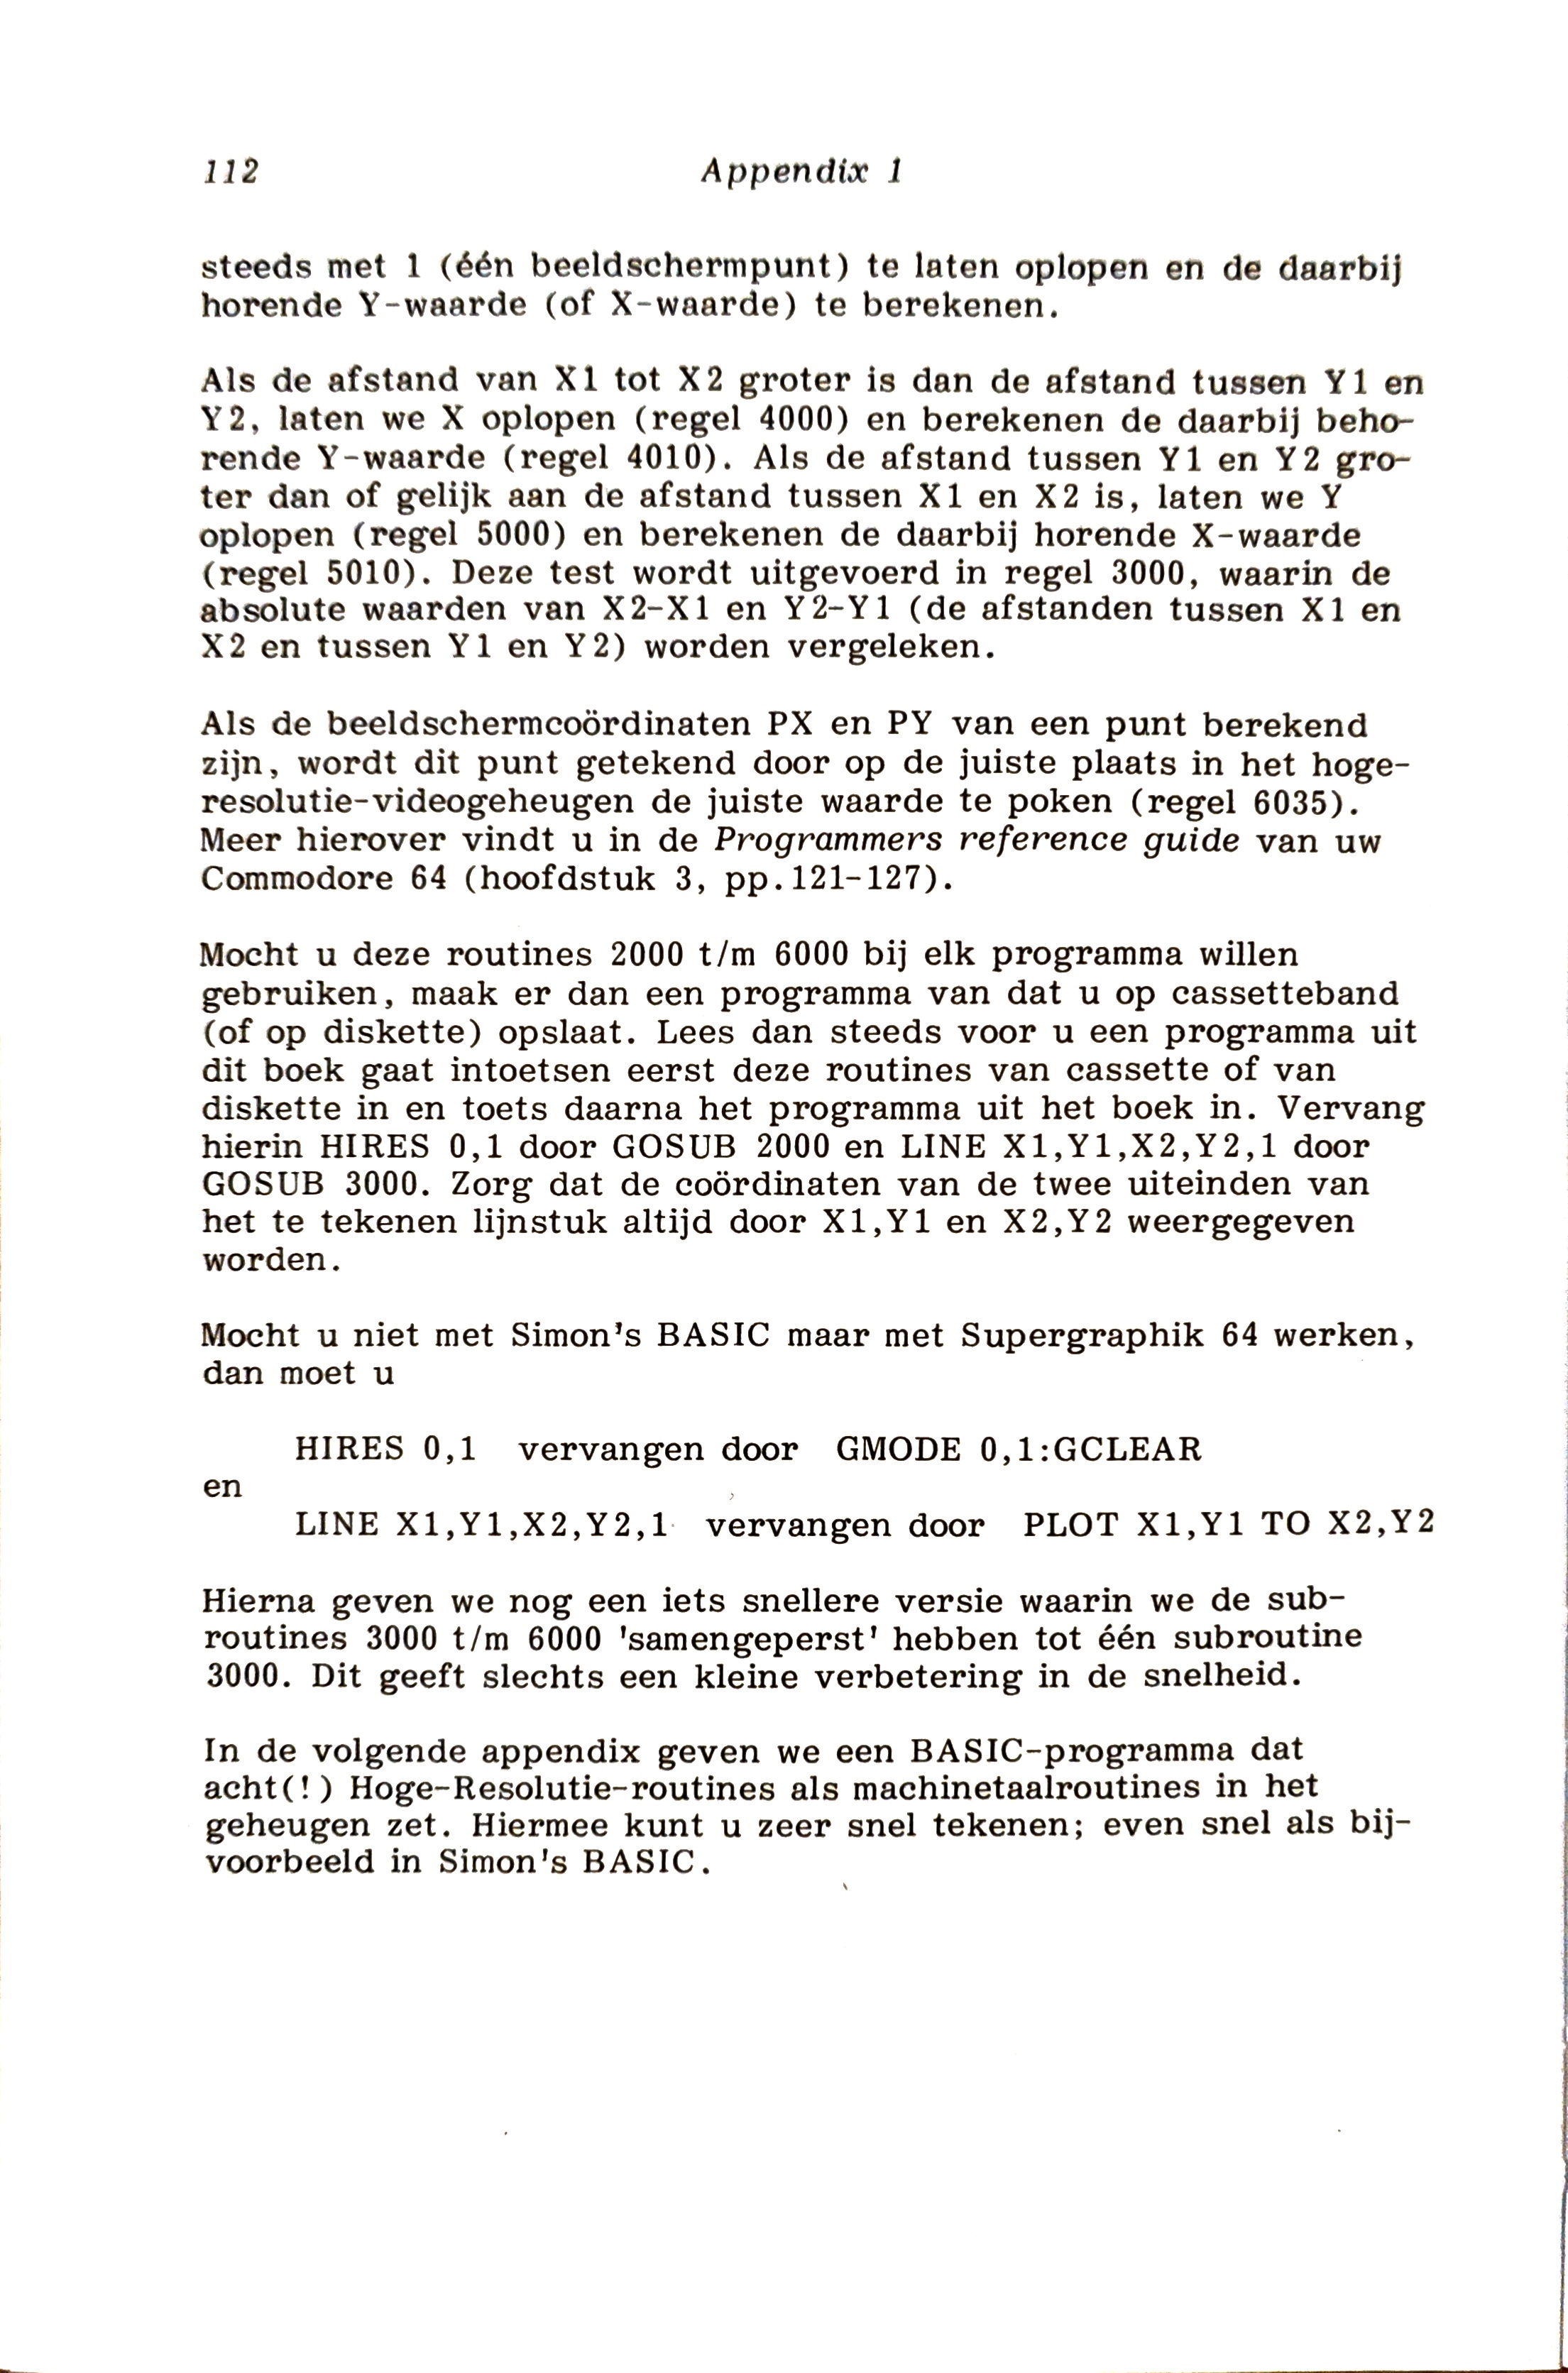 112 Appendix 1
steeds met 1 (één beeldschermpunt) te laten oplopen en de daarbij
horende Y-waarde (of X-waarde) te berekenen.
Als de afstand van X1 tot X2 groter is dan de afstand tussen Y1 en
Y2, laten we X oplopen (regel 4000) en berekenen de daarbij beho-
rende Y-waarde (regel 4010). Als de afstand tussen Y1 en Y2 gro-
ter dan of gelijk aan de afstand tussen X1 en X2 is, laten we Y
oplopen (regel 5000) en berekenen de daarbij horende X-waarde
(regel 5010). Deze test wordt uitgevoerd in regel 3000, waarin de
absolute waarden van X2-X1 en Y2-Y1 (de afstanden tussen X1 en
X2 en tussen Y1 en Y2) worden vergeleken.
Als de beeldschermcoördinaten PX en PY van een punt berekend
zijn, wordt dit punt getekend door op de juiste plaats in het hoge-
resolutie-videogeheugen de juiste waarde te poken (regel 6035).
Meer hierover vindt u in de Programmers reference guide van uw
Commodore 64 (hoofdstuk 3, pp.121-127).
Mocht u deze routines 2000 t/m 6000 bij elk programma willen
gebruiken, maak er dan een programma van dat u op cassetteband
(of op diskette) opslaat. Lees dan steeds voor u een programma uit
dit boek gaat intoetsen eerst deze routines van cassette of van
diskette in en toets daarna het programma uit het boek in. Vervang
hierin HIRES 0,1 door GOSUB 2000 en LINE X1,Y1,X2,Y2,1 door
GOSUB 3000. Zorg dat de coördinaten van de twee uiteinden van
het te tekenen lijnstuk altijd door X1,Y1 en X2,Y2 weergegeven
worden.
Mocht u niet met Simon's BASIC maar met Supergraphik 64 werken,
dan moet u
HIRES 0,1 vervangen door GMODE 0,1:GCLEAR
en
LINE X1,Y1,X2,Y2,1 vervangen door PLOT X1,Y1 TO X2,Y2
Hierna geven we nog een iets snellere versie waarin we de sub-
routines 3000 t/m 6000 'samengeperst' hebben tot één subroutine
3000. Dit geeft slechts een kleine verbetering in de snelheid.
In de volgende appendix geven we een BASIC-programma dat
acht(!) Hoge-Resolutie-routines als machinetaalroutines in het
geheugen zet. Hiermee kunt u zeer snel tekenen; even snel als bij-
voorbeeld in Simon's BASIC.